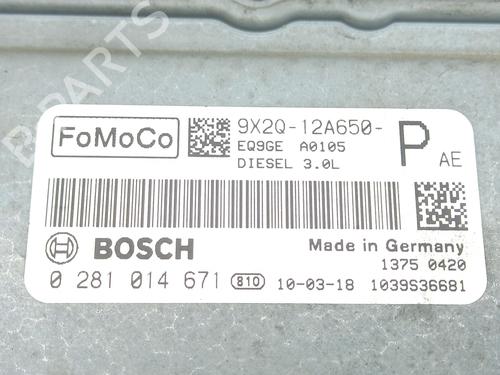 B-PARTS
FoMoCo
9X2Q-12A650-
P AE
EQ9GE A0105
DIESEL 3.0L
BOSCH
Made in Germany
1375 0420
0 281 014 671 810 10-03-18 1039S36681